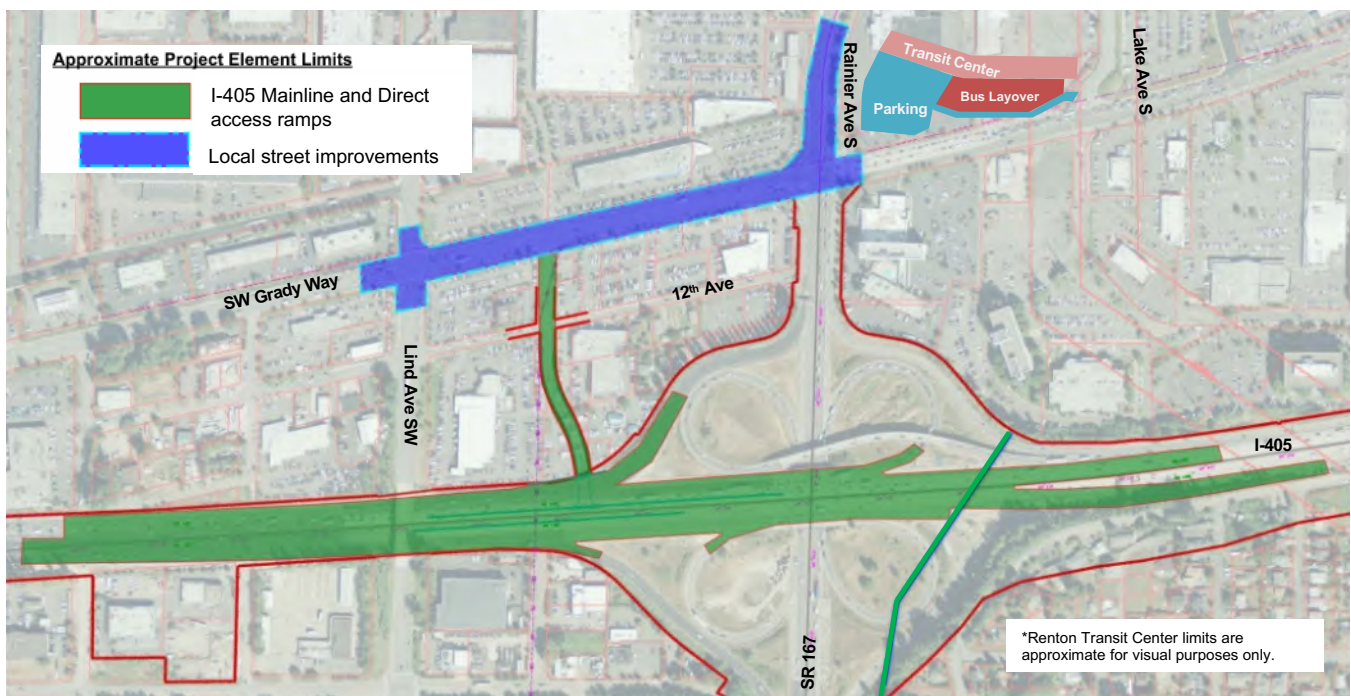 Approximate Project Element Limits
I-405 Mainline and Direct
access ramps
Local street improvements
Rainier Ave S
Transit Center
Parking
Bus Layover
Lake Ave S
SW Grady Way
12th Ave
Lind Ave SW
I-405
SR 167
*Renton Transit Center limits are
approximate for visual purposes only.